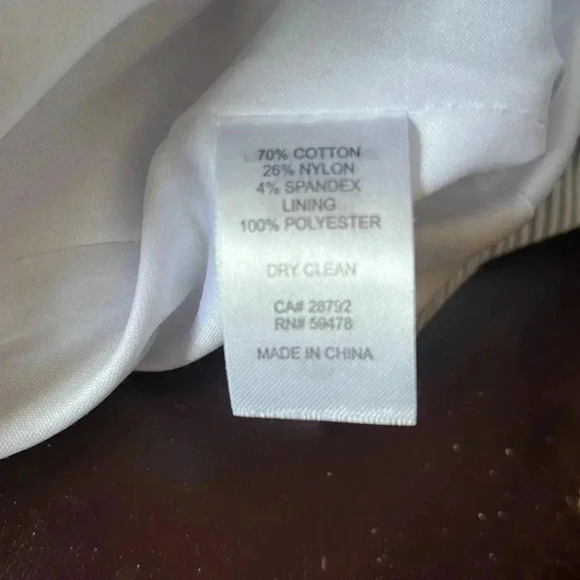 70% COTTON
26% NYLON
4% SPANDEX
LINING
100% POLYESTER
DRY CLEAN
CA# 28792
RN# 59478
MADE IN CHINA